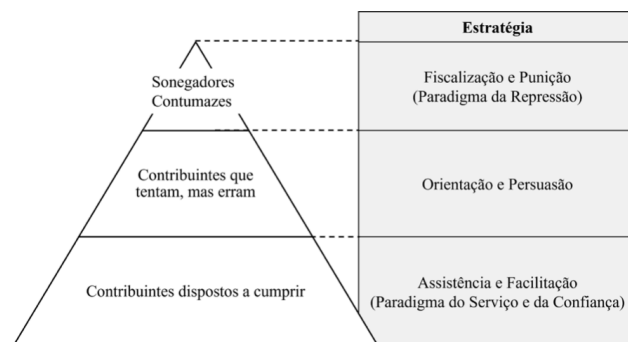 Estratégia
Sonegadores
Contumazes
Fiscalização e Punição
(Paradigma da Repressão)
Contribuintes que
tentam, mas erram
Orientação e Persuasão
Contribuintes dispostos a cumprir
Assistência e Facilitação
(Paradigma do Serviço e da Confiança)